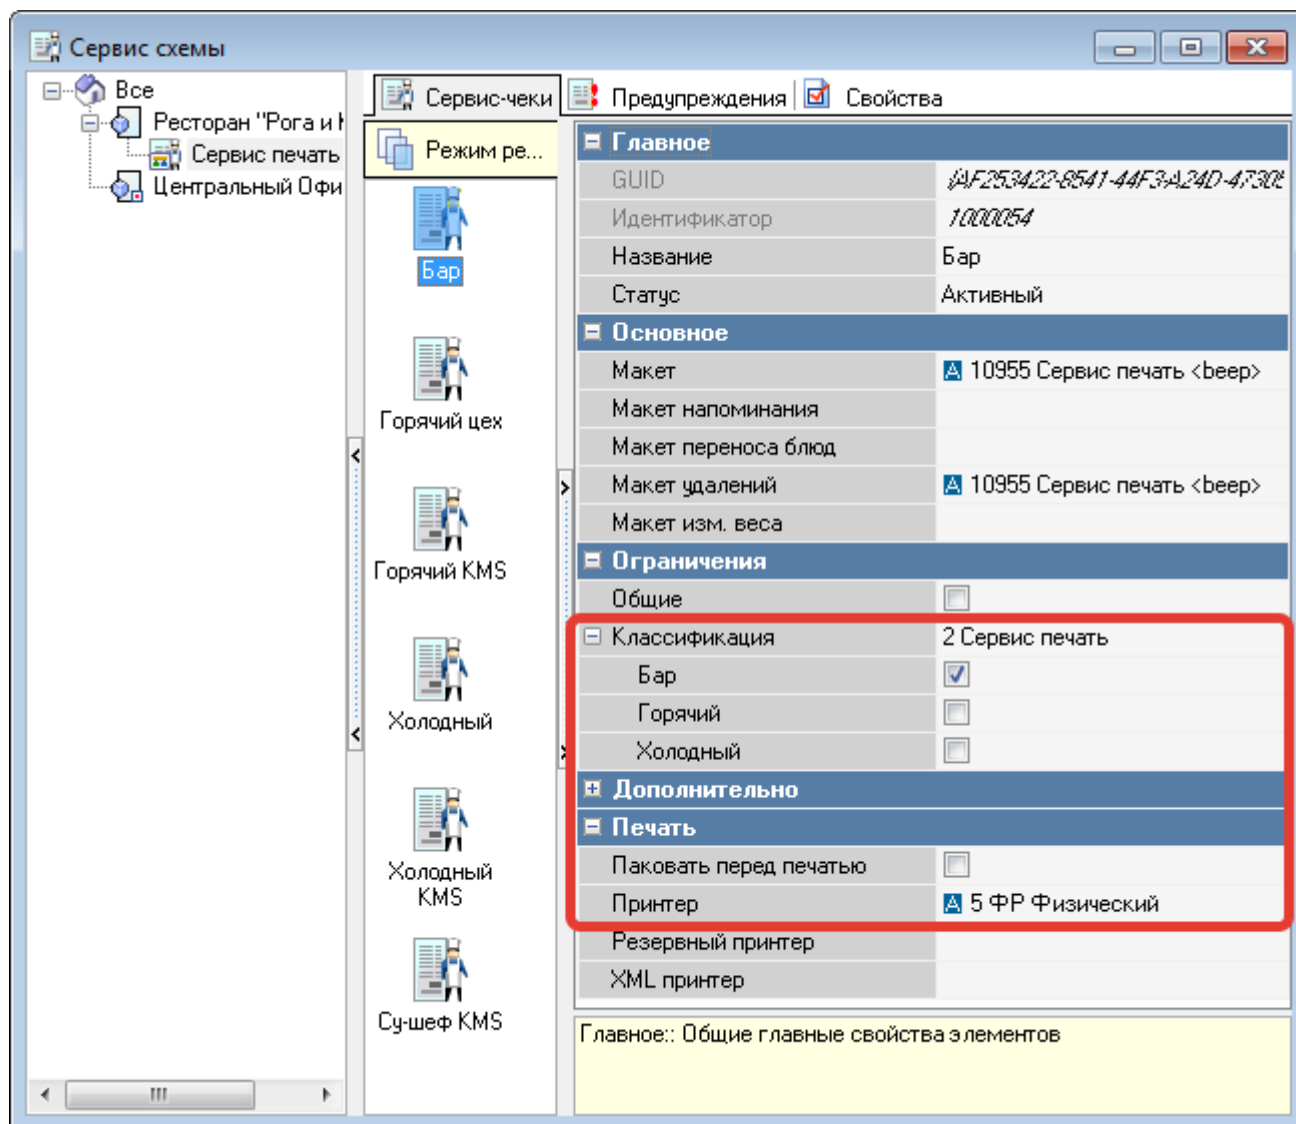 Сервис схемы
Все
Ресторан "Рога и
Сервис печать
Центральный Офи
Сервис-чеки
Предупреждения
Свойства
Режим ре...
Бар
Горячий цех
Горячий KMS
Холодный
Холодный
KMS
Су-шеф KMS
Главное
GUID {AF253422-8541-44F3-A24D-4730E
Идентификатор 1000054
Название Бар
Статус Активный
Основное
Макет 10955 Сервис печать <beep>
Макет напоминания
Макет переноса блюд
Макет удалений 10955 Сервис печать <beep>
Макет изм. веса
Ограничения
Общие
Классификация 2 Сервис печать
Бар
Горячий
Холодный
Дополнительно
Печать
Паковать перед печатью
Принтер 5 ФР Физический
Резервный принтер
XML принтер
Главное:: Общие главные свойства элементов